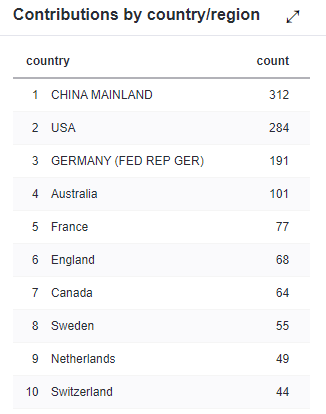 Contributions by country/region
country count
1 CHINA MAINLAND 312
2 USA 284
3 GERMANY (FED REP GER) 191
4 Australia 101
5 France 77
6 England 68
7 Canada 64
8 Sweden 55
9 Netherlands 49
10 Switzerland 44